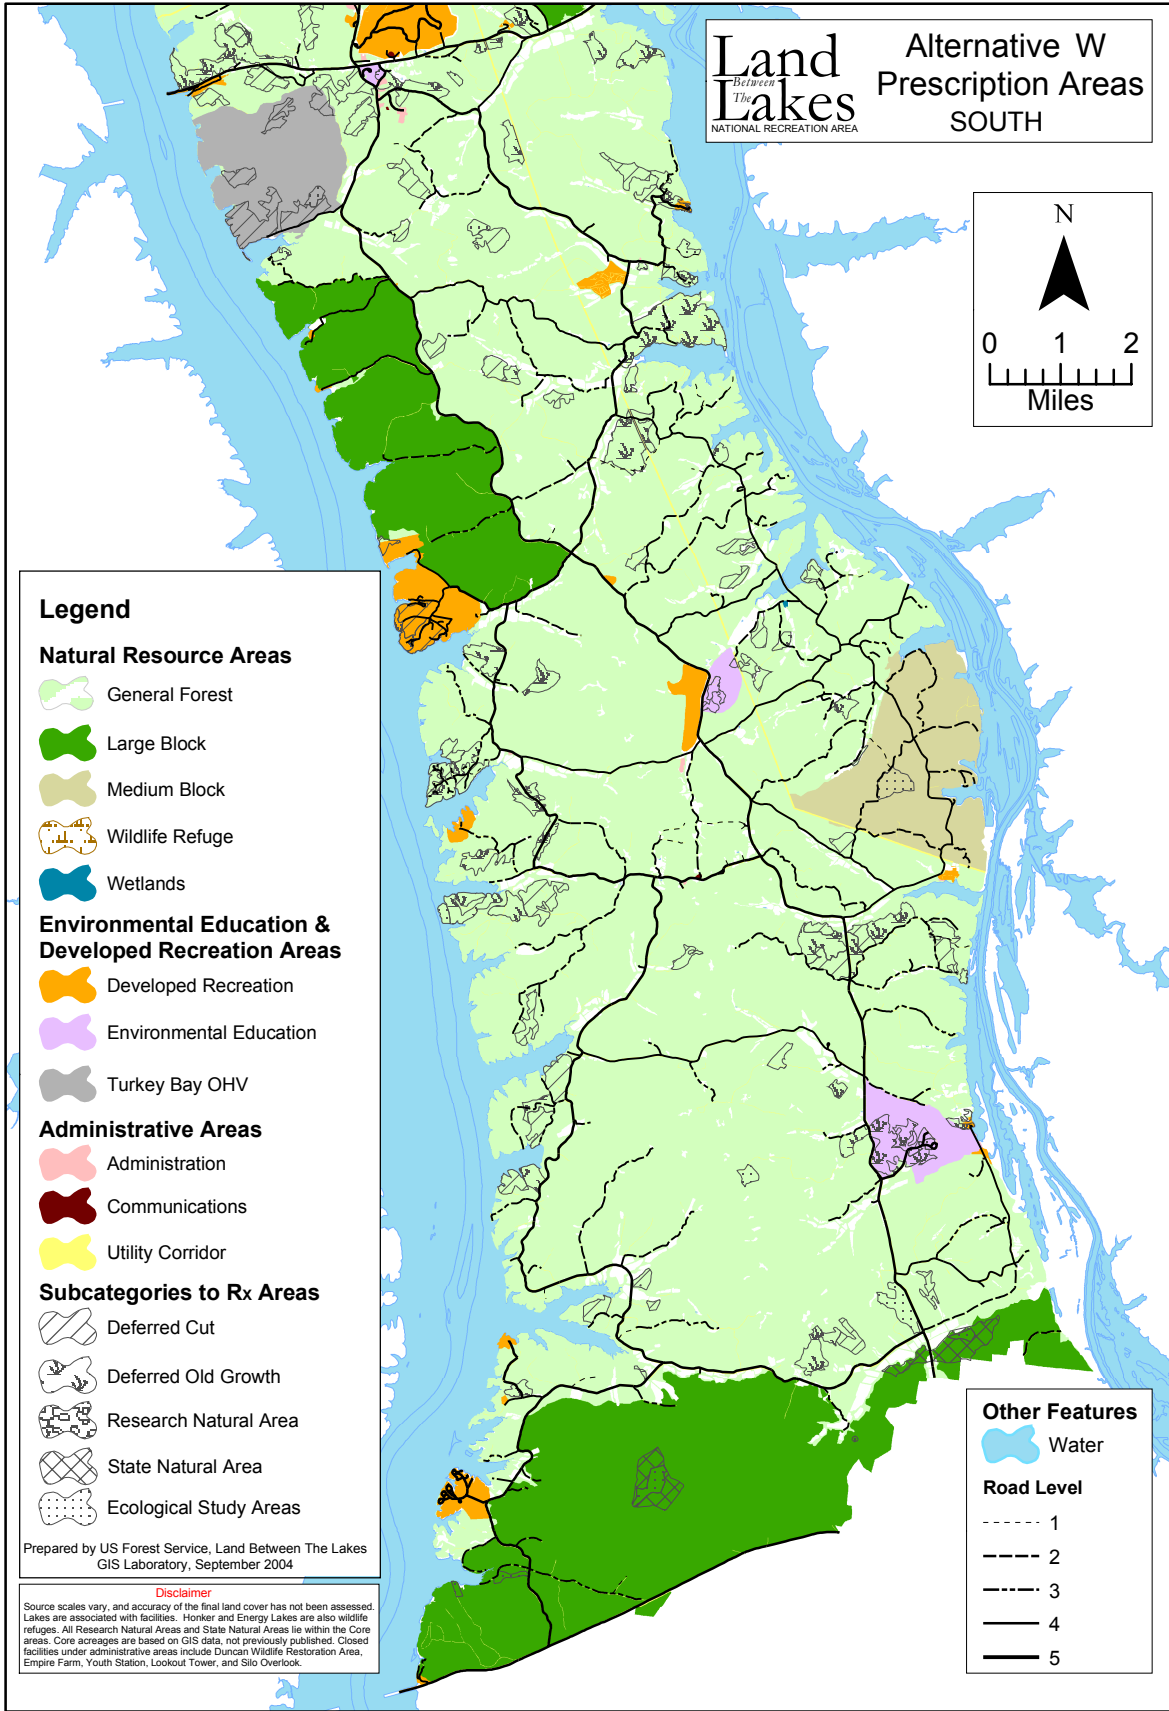 Land
Between
The
Lakes
NATIONAL RECREATION AREA
Alternative W
Prescription Areas
SOUTH
N
0 1 2
Miles
Legend
Natural Resource Areas
General Forest
Large Block
Medium Block
Wildlife Refuge
Wetlands
Environmental Education &
Developed Recreation Areas
Developed Recreation
Environmental Education
Turkey Bay OHV
Administrative Areas
Administration
Communications
Utility Corridor
Subcategories to Rx Areas
Deferred Cut
Deferred Old Growth
Research Natural Area
State Natural Area
Ecological Study Areas
Prepared by US Forest Service, Land Between The Lakes
GIS Laboratory, September 2004
Disclaimer
Source scales vary, and accuracy of the final land cover has not been assessed.
Lakes are associated with facilities. Honker and Energy Lakes are also wildlife
refuges. All Research Natural Areas and State Natural Areas lie within the Core
areas. Core acreages are based on GIS data, not previously published. Closed
facilities under administrative areas include Duncan Wildlife Restoration Area,
Empire Farm, Youth Station, Lookout Tower, and Silo Overlook.
Other Features
Water
Road Level
1
2
3
4
5